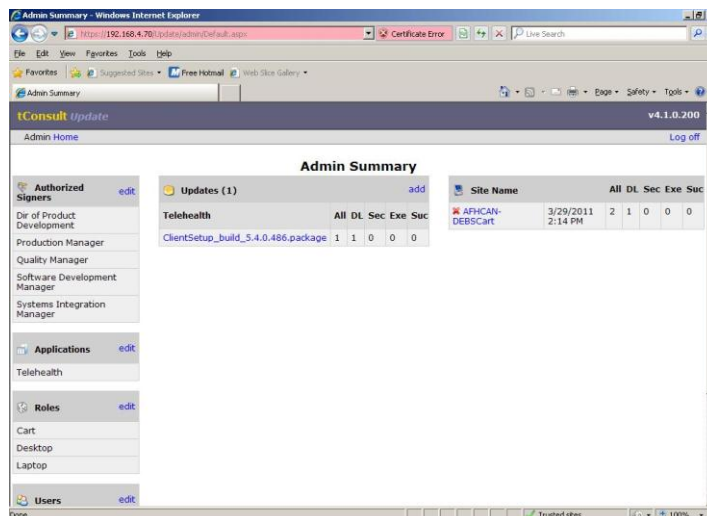 Admin Summary - Windows Internet Explorer
https://192.168.4.70/Update/admin/Default.aspx
Certificate Error
Live Search
File Edit View Favorites Tools Help
Favorites
Suggested Sites
Free Hotmail
Web Slice Gallery
Admin Summary
Page
Safety
Tools
tConsult Update
v4.1.0.200
Admin Home
Log off
Admin Summary
Authorized Signers
edit
Dir of Product
Development
Production Manager
Quality Manager
Software Development
Manager
Systems Integration
Manager
Applications
edit
Telehealth
Roles
edit
Cart
Desktop
Laptop
Users
edit
Updates (1)
add
Telehealth All DL Sec Exe Suc
ClientSetup_build_5.4.0.486.package 1 1 0 0 0
Site Name All DL Sec Exe Suc
AFHCAN-
DEBSCart
3/29/2011
2:14 PM
2 1 0 0 0
Done
Trusted sites
100%